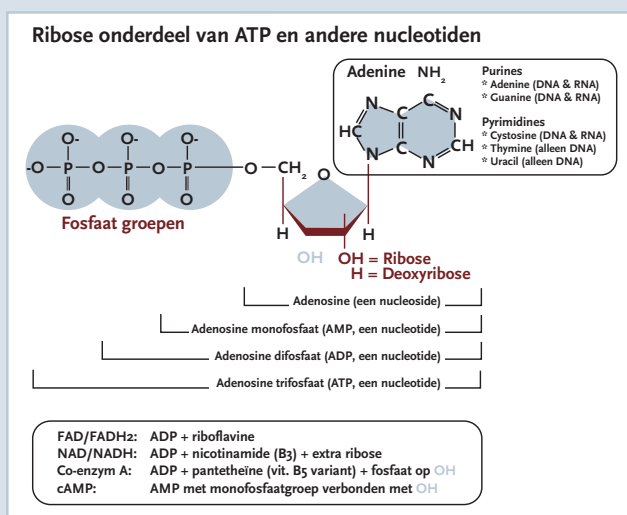 Ribose onderdeel van ATP en andere nucleotiden
Adenine NH2
Purines
* Adenine (DNA & RNA)
* Guanine (DNA & RNA)
Pyrimidines
* Cystosine (DNA & RNA)
* Thymine (alleen DNA)
* Uracil (alleen DNA)
N C N
HC C
C CH
N N
O- O- O-
-O P O P O P O CH2 O
O O O
Fosfaat groepen
H H
OH OH = Ribose
H = Deoxyribose
Adenosine (een nucleoside)
Adenosine monofosfaat (AMP, een nucleotide)
Adenosine difosfaat (ADP, een nucleotide)
Adenosine trifosfaat (ATP, een nucleotide)
FAD/FADH2: ADP + riboflavine
NAD/NADH: ADP + nicotinamide (B3) + extra ribose
Co-enzym A: ADP + pantetheïne (vit. B5 variant) + fosfaat op OH
cAMP: AMP met monofosfaatgroep verbonden met OH